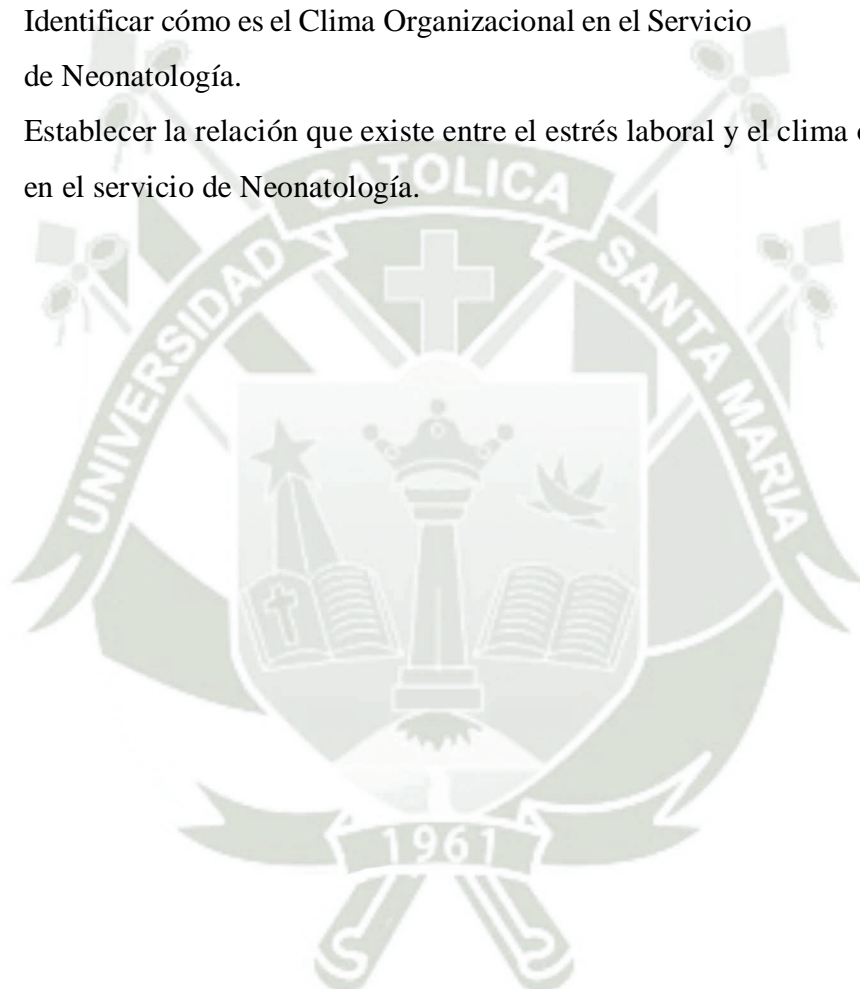 Identificar cómo es el Clima Organizacional en el Servicio
de Neonatología.
Establecer la relación que existe entre el estrés laboral y el clima
en el servicio de Neonatología.
UNIVERSIDAD CATOLICA SANTA MARIA
1961